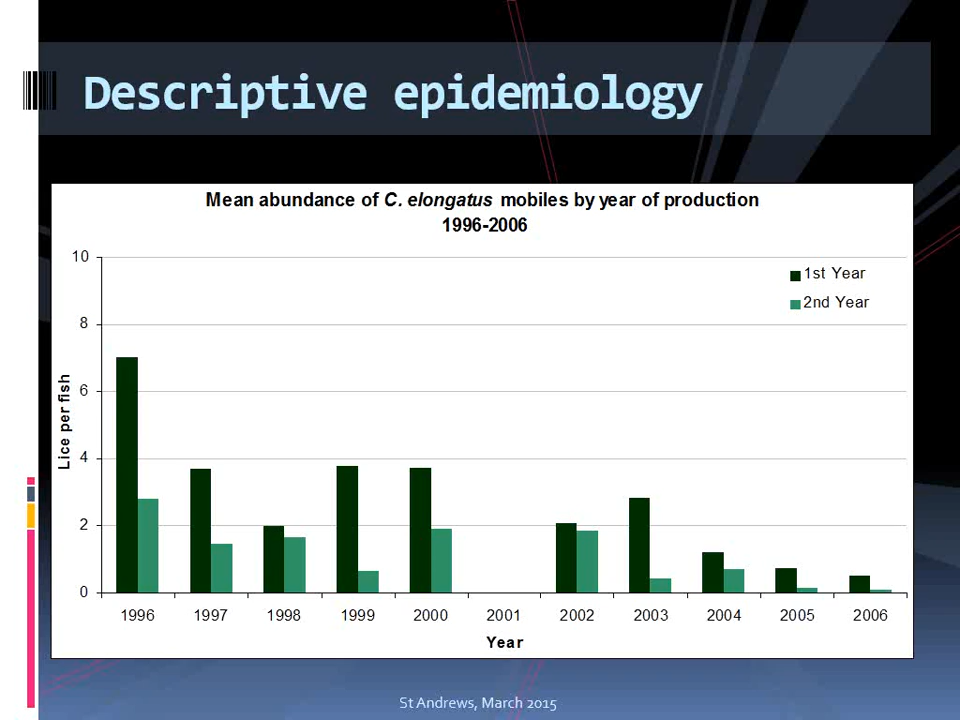 Descriptive epidemiology
Mean abundance of C. elongatus mobiles by year of production
1996-2006
10
8
6
4
2
0
Lice per fish
1st Year
2nd Year
1996 1997 1998 1999 2000 2001 2002 2003 2004 2005 2006
Year
St Andrews, March 2015